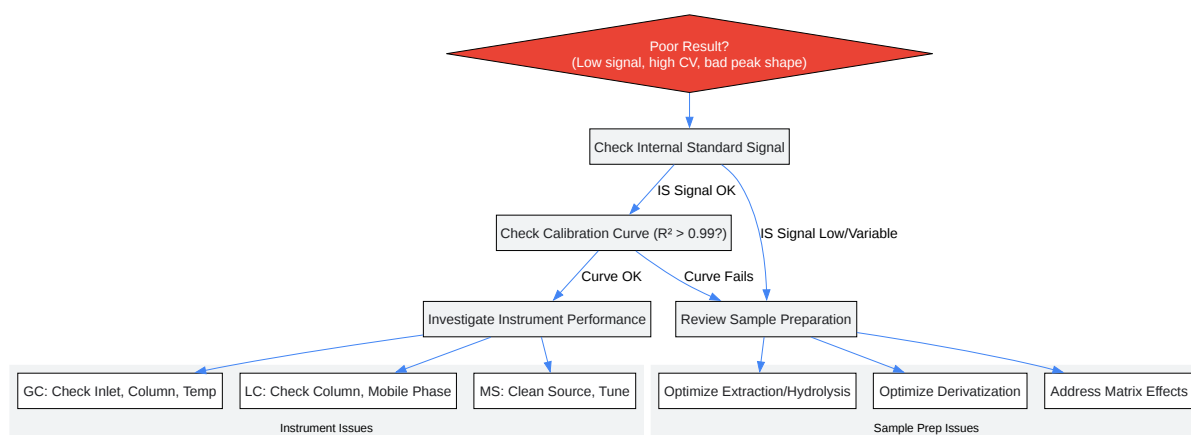 Poor Result?
(Low signal, high CV, bad peak shape)
Check Internal Standard Signal
IS Signal OK
Check Calibration Curve (R² > 0.99?)
IS Signal Low/Variable
Curve OK
Curve Fails
Investigate Instrument Performance
Review Sample Preparation
GC: Check Inlet, Column, Temp
LC: Check Column, Mobile Phase
MS: Clean Source, Tune
Optimize Extraction/Hydrolysis
Optimize Derivatization
Address Matrix Effects
Instrument Issues
Sample Prep Issues